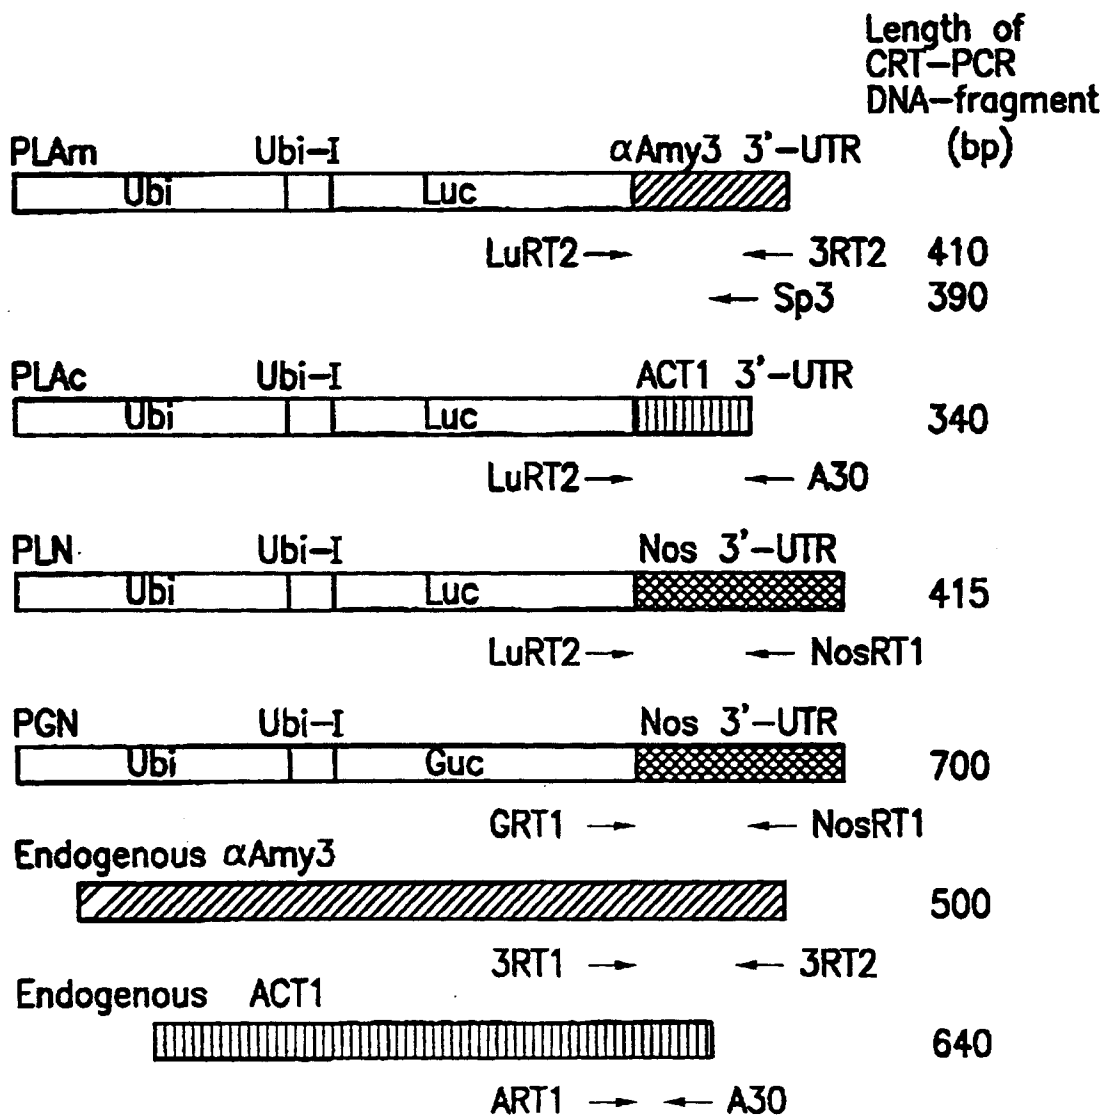 Length of
CRT-PCR
DNA-fragment
(bp)
PLAm Ubi-I αAmy3 3'-UTR
Ubi Luc
LuRT2 3RT2 410
Sp3 390
PLAc Ubi-I ACT1 3'-UTR
Ubi Luc 340
LuRT2 A30
PLN Ubi-I Nos 3'-UTR
Ubi Luc 415
LuRT2 NosRT1
PGN Ubi-I Nos 3'-UTR
Ubi Guc 700
GRT1 NosRT1
Endogenous αAmy3
500
3RT1 3RT2
Endogenous ACT1
640
ART1 A30